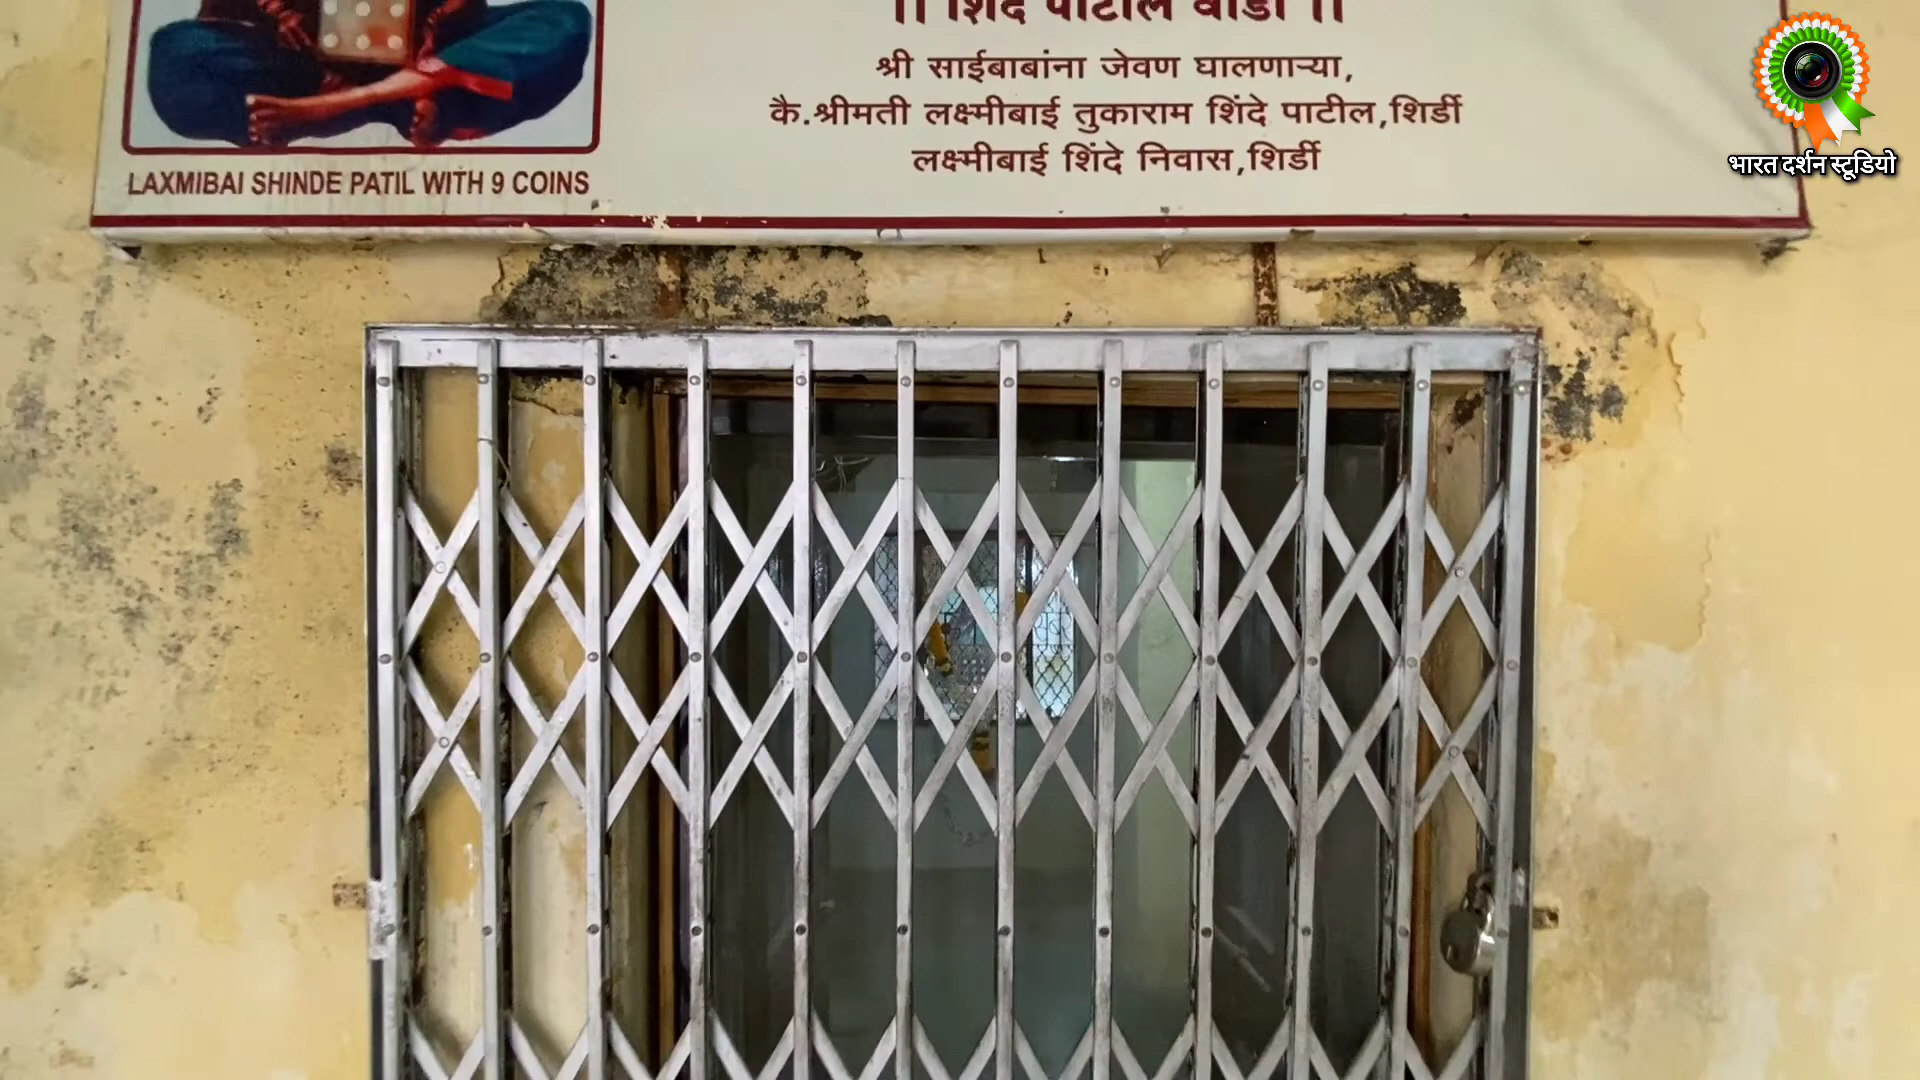 || शिंदे पाटील वाडा ||
श्री साईबाबांना जेवण घालणाऱ्या,
कै.श्रीमती लक्ष्मीबाई तुकाराम शिंदे पाटील,शिर्डी
लक्ष्मीबाई शिंदे निवास,शिर्डी
LAXMIBAI SHINDE PATIL WITH 9 COINS
भारत दर्शन स्टूडियो